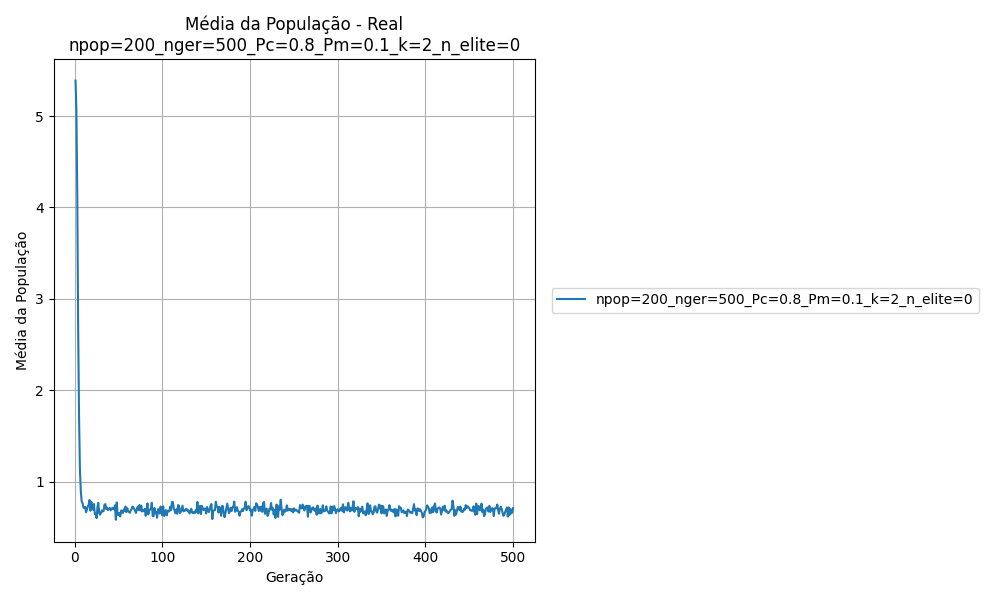 Média da População - Real
npop=200_nger=500_Pc=0.8_Pm=0.1_k=2_n_elite=0
Média da População
5
4
3
2
1
0
100
200
300
400
500
Geração
npop=200_nger=500_Pc=0.8_Pm=0.1_k=2_n_elite=0